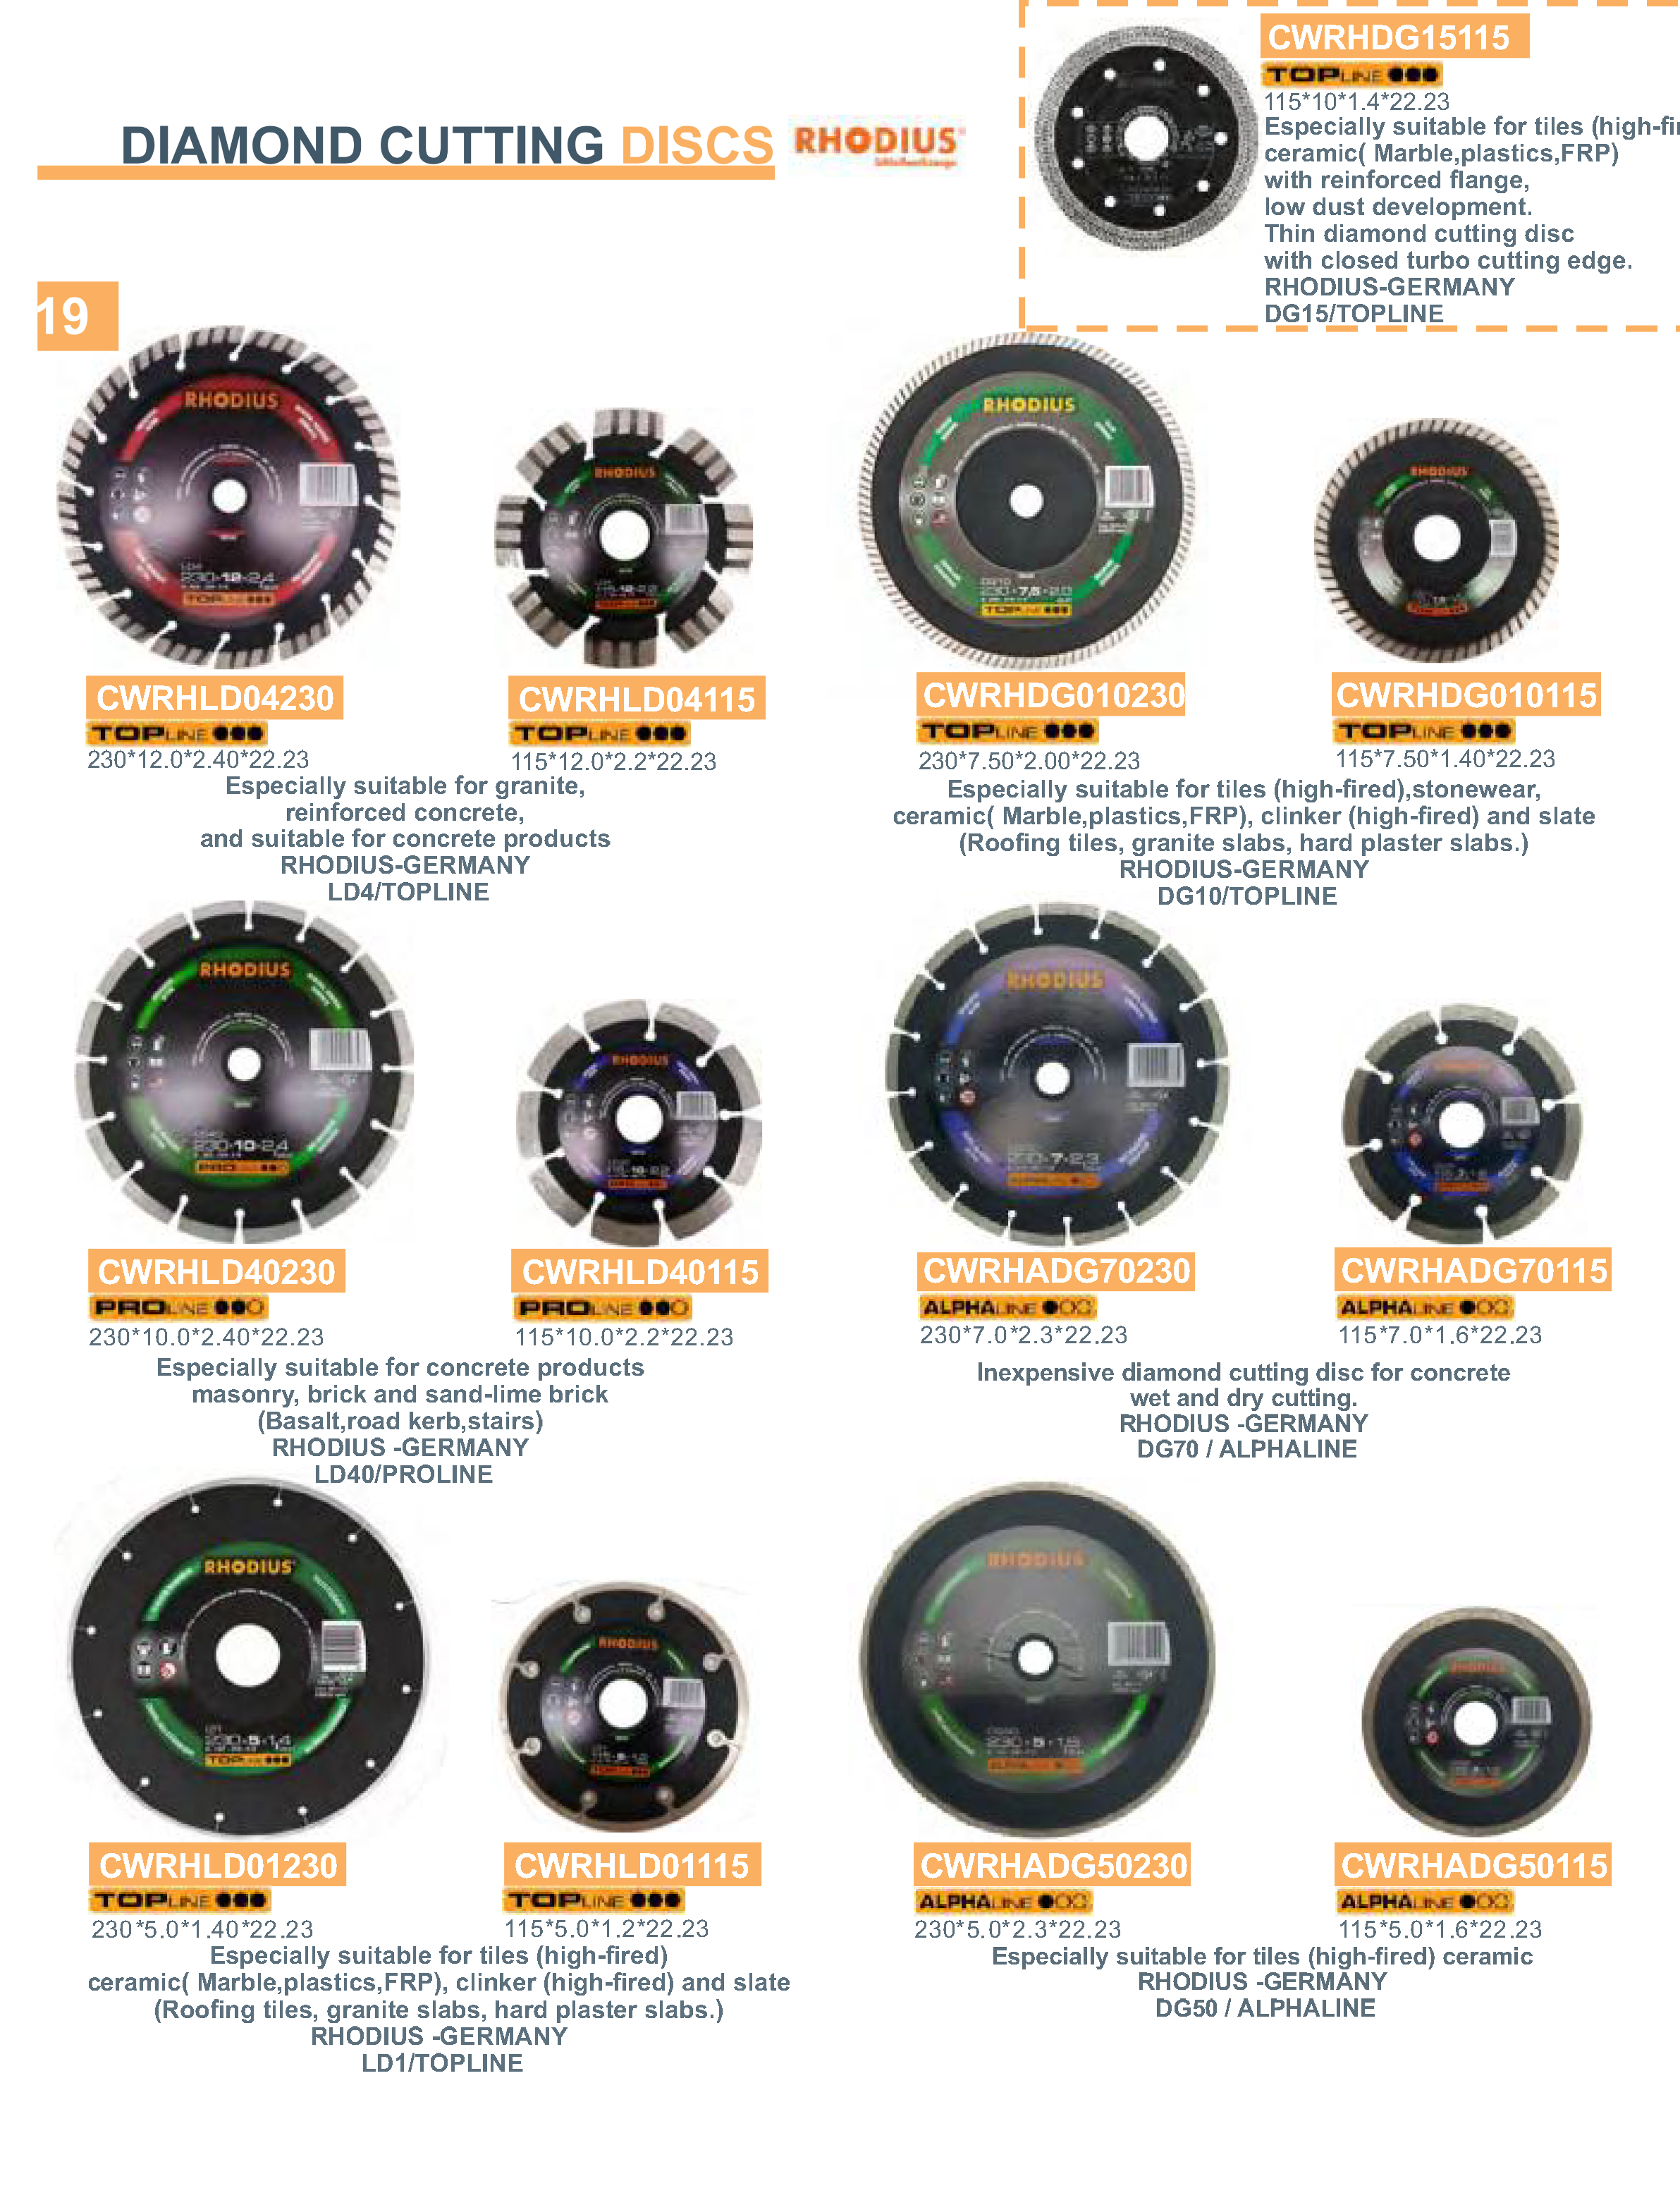 DIAMOND CUTTING DISCS
RHODIUS
CWRHDG15115
TOPLINE
115*10*1.4*22.23
Especially suitable for tiles (high-fi
ceramic( Marble,plastics,FRP)
with reinforced flange,
low dust development.
Thin diamond cutting disc
with closed turbo cutting edge.
RHODIUS-GERMANY
DG15/TOPLINE
19
RHODIUS
230-12-2,4
TOPLINE
RHODIUS
RHODIUS
DG10
230-7,5-2,0
TOPLINE
RHODIUS
CWRHLD04230
TOPLINE
230*12.0*2.40*22.23
CWRHLD04115
TOPLINE
115*12.0*2.2*22.23
Especially suitable for granite,
reinforced concrete,
and suitable for concrete products
RHODIUS-GERMANY
LD4/TOPLINE
CWRHDG010230
TOPLINE
230*7.50*2.00*22.23
CWRHDG010115
TOPLINE
115*7.50*1.40*22.23
Especially suitable for tiles (high-fired),stonewear,
ceramic( Marble,plastics,FRP), clinker (high-fired) and slate
(Roofing tiles, granite slabs, hard plaster slabs.)
RHODIUS-GERMANY
DG10/TOPLINE
RHODIUS
230-10-2,4
PROLINE
RHODIUS
RHODIUS
230-7-2,3
ALPHALINE
CWRHLD40230
PROLINE
230*10.0*2.40*22.23
CWRHLD40115
PROLINE
115*10.0*2.2*22.23
Especially suitable for concrete products
masonry, brick and sand-lime brick
(Basalt,road kerb,stairs)
RHODIUS -GERMANY
LD40/PROLINE
CWRHADG70230
ALPHALINE
230*7.0*2.3*22.23
CWRHADG70115
ALPHALINE
115*7.0*1.6*22.23
Inexpensive diamond cutting disc for concrete
wet and dry cutting.
RHODIUS -GERMANY
DG70 / ALPHALINE
RHODIUS
230-5-1,4
TOPLINE
RHODIUS
RHODIUS
DG50
230-5-1,6
ALPHALINE
RHODIUS
CWRHLD01230
TOPLINE
230*5.0*1.40*22.23
CWRHLD01115
TOPLINE
115*5.0*1.2*22.23
Especially suitable for tiles (high-fired)
ceramic( Marble,plastics,FRP), clinker (high-fired) and slate
(Roofing tiles, granite slabs, hard plaster slabs.)
RHODIUS -GERMANY
LD1/TOPLINE
CWRHADG50230
ALPHALINE
230*5.0*2.3*22.23
CWRHADG50115
ALPHALINE
115*5.0*1.6*22.23
Especially suitable for tiles (high-fired) ceramic
RHODIUS -GERMANY
DG50 / ALPHALINE